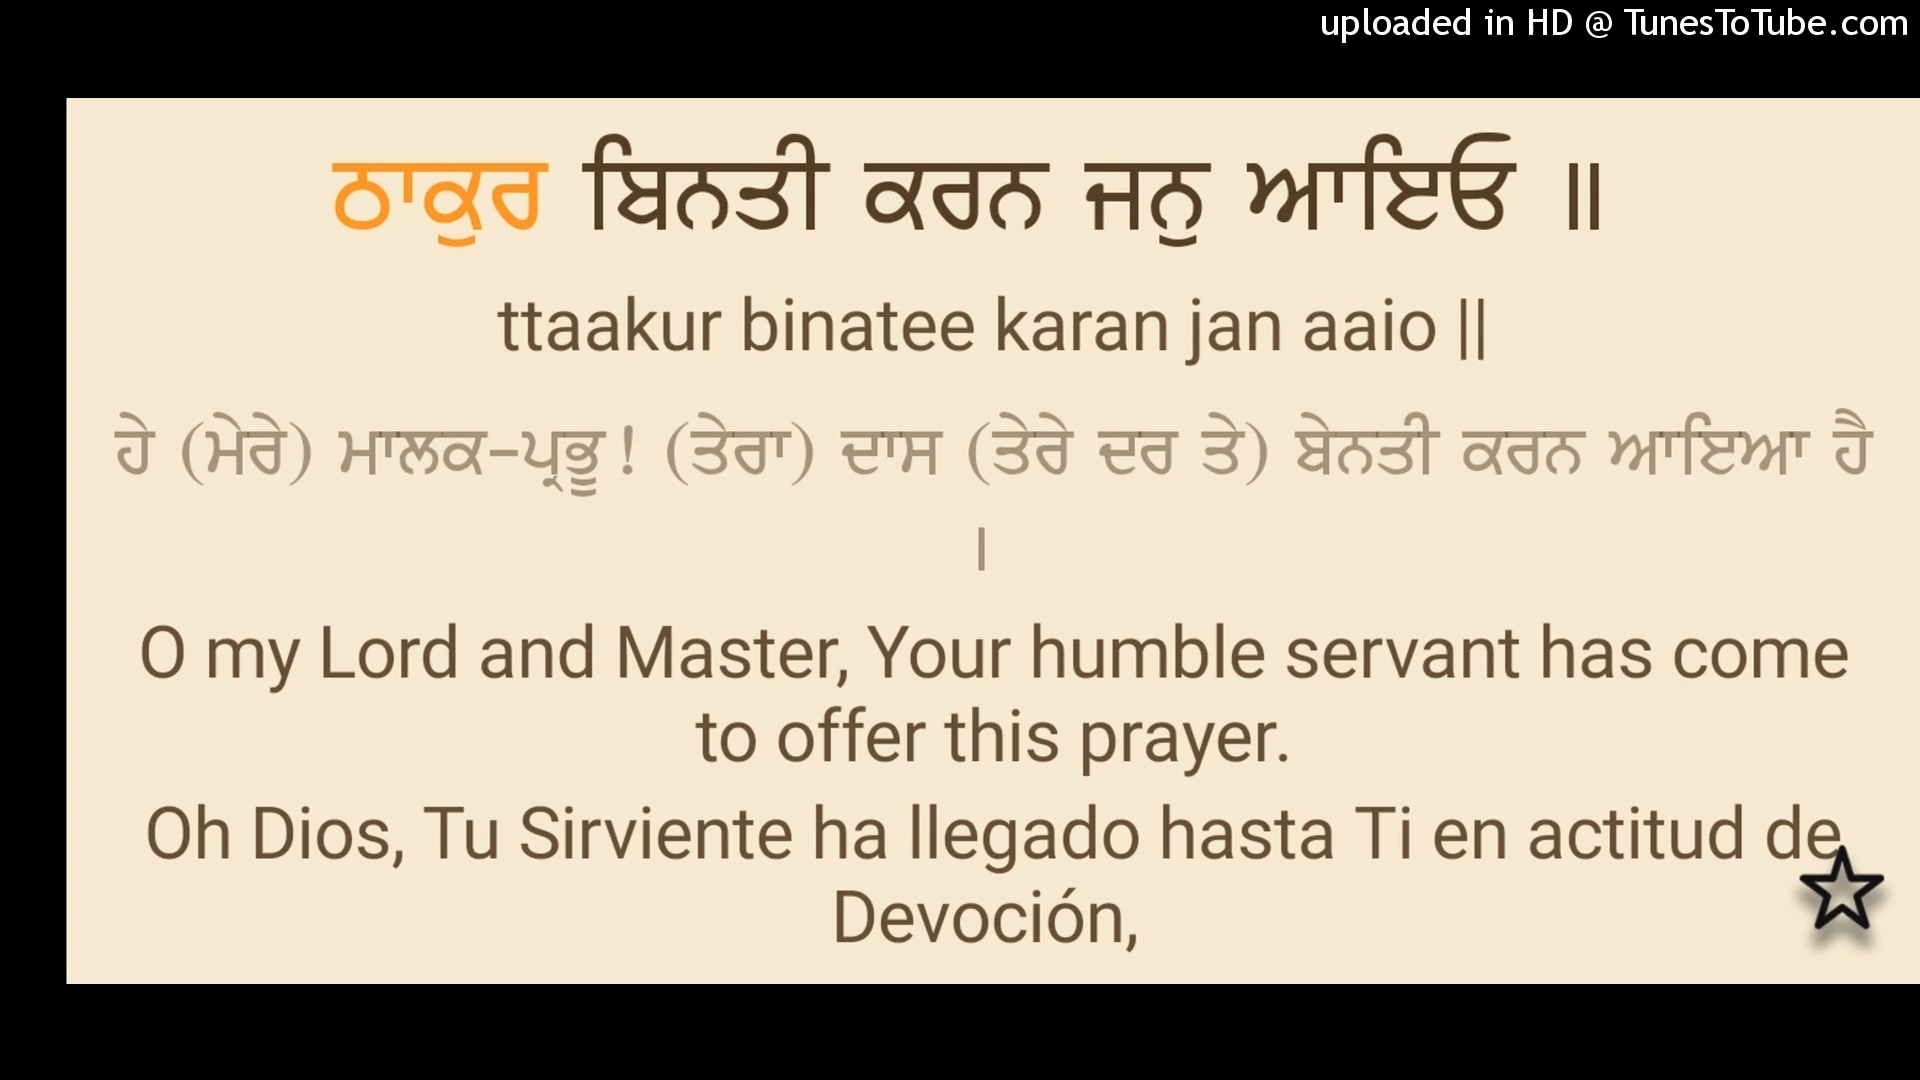 uploaded in HD @ TunesToTube.com
ਠਾਕੁਰ ਬਿਨਤੀ ਕਰਨ ਜਨੁ ਆਇਓ ॥
ttaakur binatee karan jan aaio ||
ਹੇ (ਮੇਰੇ) ਮਾਲਕ-ਪ੍ਰਭੂ! (ਤੇਰਾ) ਦਾਸ (ਤੇਰੇ ਦਰ ਤੇ) ਬੇਨਤੀ ਕਰਨ ਆਇਆ ਹੈ
।
O my Lord and Master, Your humble servant has come
to offer this prayer.
Oh Dios, Tu Sirviente ha llegado hasta Ti en actitud de
Devoción,